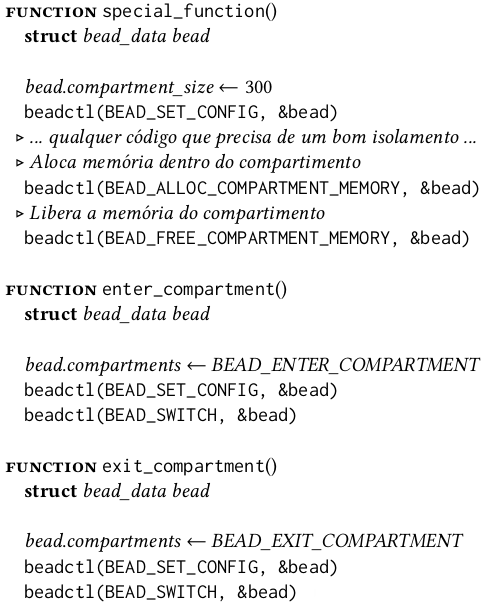 FUNCTION special_function()
struct bead_data bead
bead.compartment_size ← 300
beadctl(BEAD_SET_CONFIG, &bead)
▹ ... qualquer código que precisa de um bom isolamento ...
▹ Aloca memória dentro do compartimento
beadctl(BEAD_ALLOC_COMPARTMENT_MEMORY, &bead)
▹ Libera a memória do compartimento
beadctl(BEAD_FREE_COMPARTMENT_MEMORY, &bead)
FUNCTION enter_compartment()
struct bead_data bead
bead.compartments ← BEAD_ENTER_COMPARTMENT
beadctl(BEAD_SET_CONFIG, &bead)
beadctl(BEAD_SWITCH, &bead)
FUNCTION exit_compartment()
struct bead_data bead
bead.compartments ← BEAD_EXIT_COMPARTMENT
beadctl(BEAD_SET_CONFIG, &bead)
beadctl(BEAD_SWITCH, &bead)